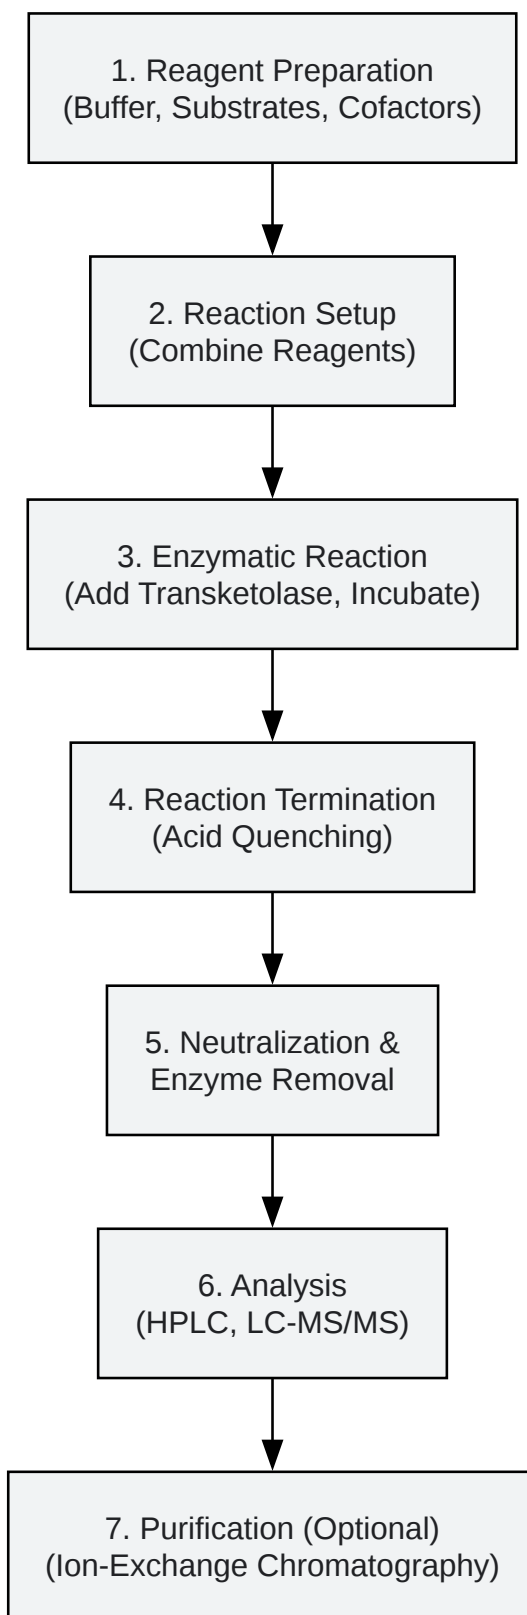 1. Reagent Preparation
(Buffer, Substrates, Cofactors)
2. Reaction Setup
(Combine Reagents)
3. Enzymatic Reaction
(Add Transketolase, Incubate)
4. Reaction Termination
(Acid Quenching)
5. Neutralization &
Enzyme Removal
6. Analysis
(HPLC, LC-MS/MS)
7. Purification (Optional)
(Ion-Exchange Chromatography)